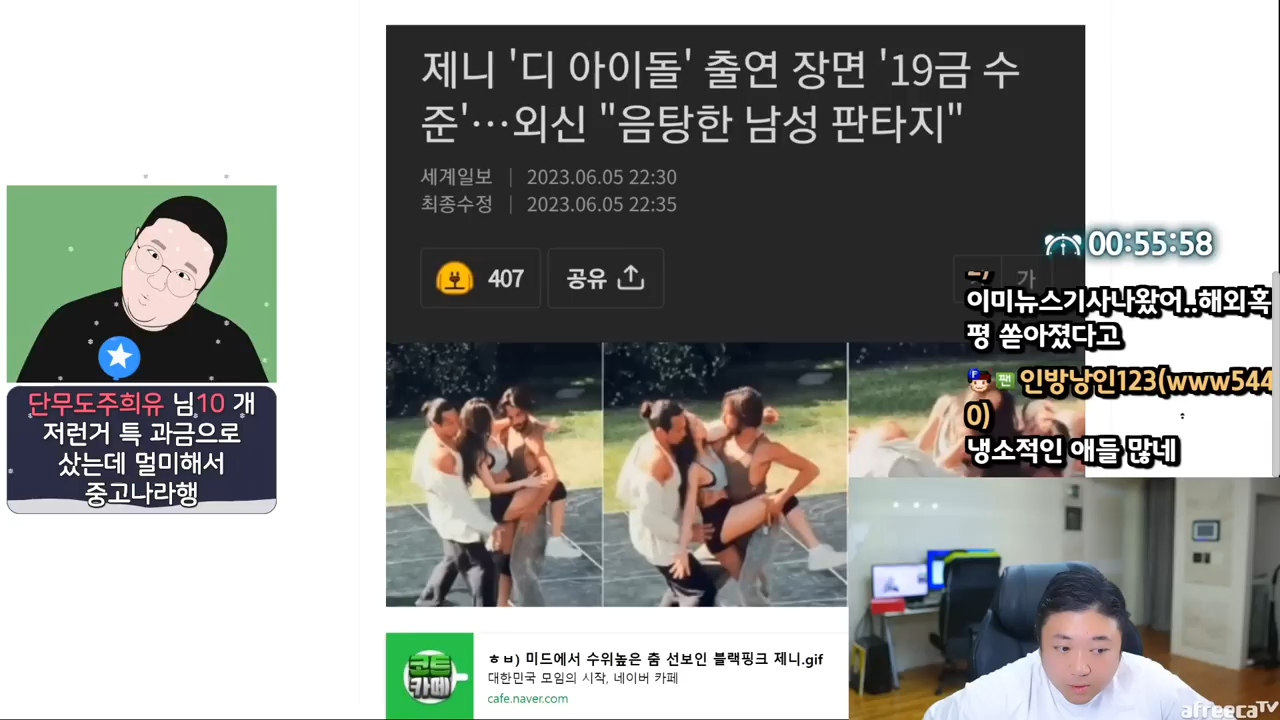 제니 '디 아이돌' 출연 장면 '19금 수
준'…외신 "음탕한 남성 판타지"
세계일보 | 2023.06.05 22:30
최종수정 | 2023.06.05 22:35
407
공유
가
00:55:58
이미뉴스기사나왔어..해외혹
평 쏟아졌다고
F 팬 인방낭인123(www544
0)
냉소적인 애들 많네
단무도주희유 님10 개
저런거 특 과금으로
샀는데 멀미해서
중고나라행
코튼
카페
ㅎㅂ) 미드에서 수위높은 춤 선보인 블랙핑크 제니.gif
대한민국 모임의 시작, 네이버 카페
cafe.naver.com
afreecaTV